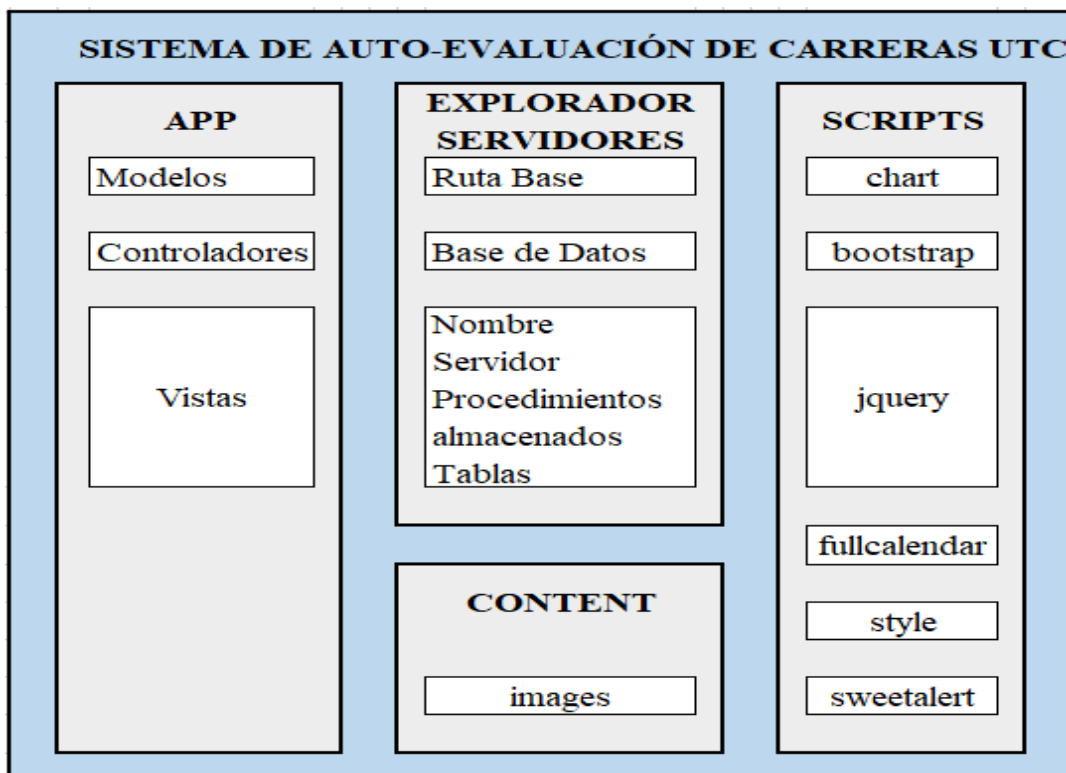 SISTEMA DE AUTO-EVALUACIÓN DE CARRERAS UTC
APP
Modelos
Controladores
Vistas
EXPLORADOR
SERVIDORES
Ruta Base
Base de Datos
Nombre
Servidor
Procedimientos
almacenados
Tablas
CONTENT
images
SCRIPTS
chart
bootstrap
jquery
fullcalendar
style
sweetalert